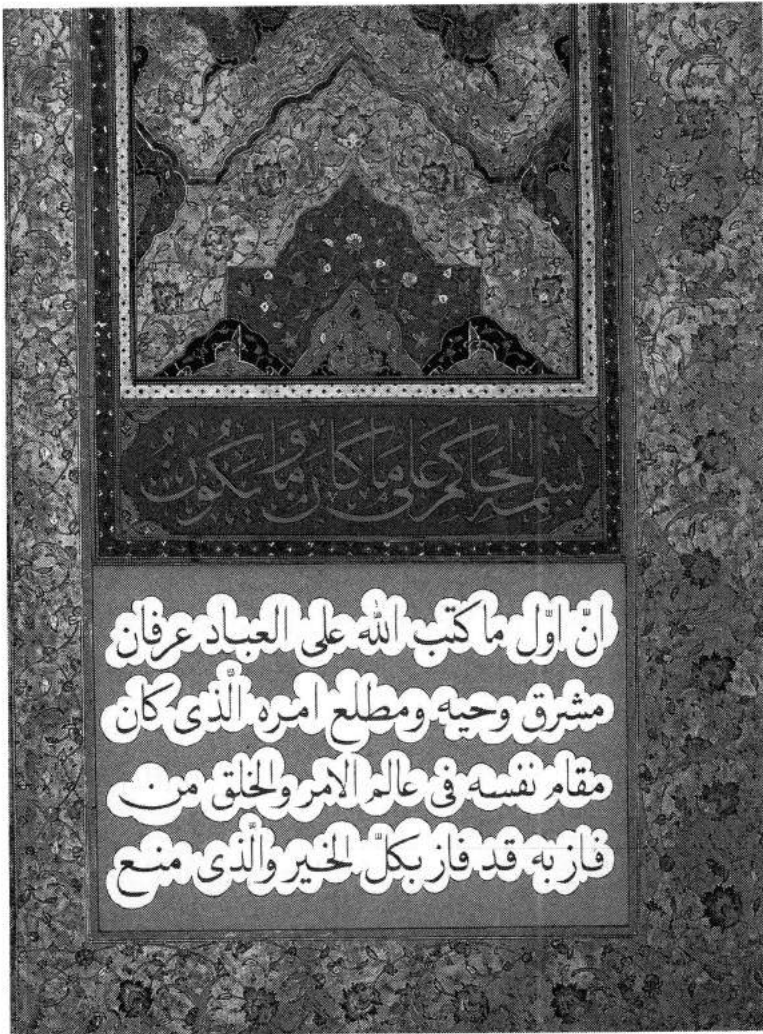 بسمه الحاکم علی ما کان و ما یکون
انّ اوّل ما کتب الله علی العباد عرفان
مشرق وحیه و مطلع امره الّذی کان
مقام نفسه فی عالم الامر و الخلق من
فاز به قد فاز بکلّ الخیر و الّذی منع